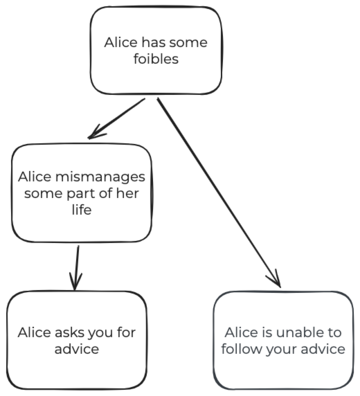 Alice has some
foibles
Alice mismanages
some part of her
life
Alice asks you for
advice
Alice is unable to
follow your advice